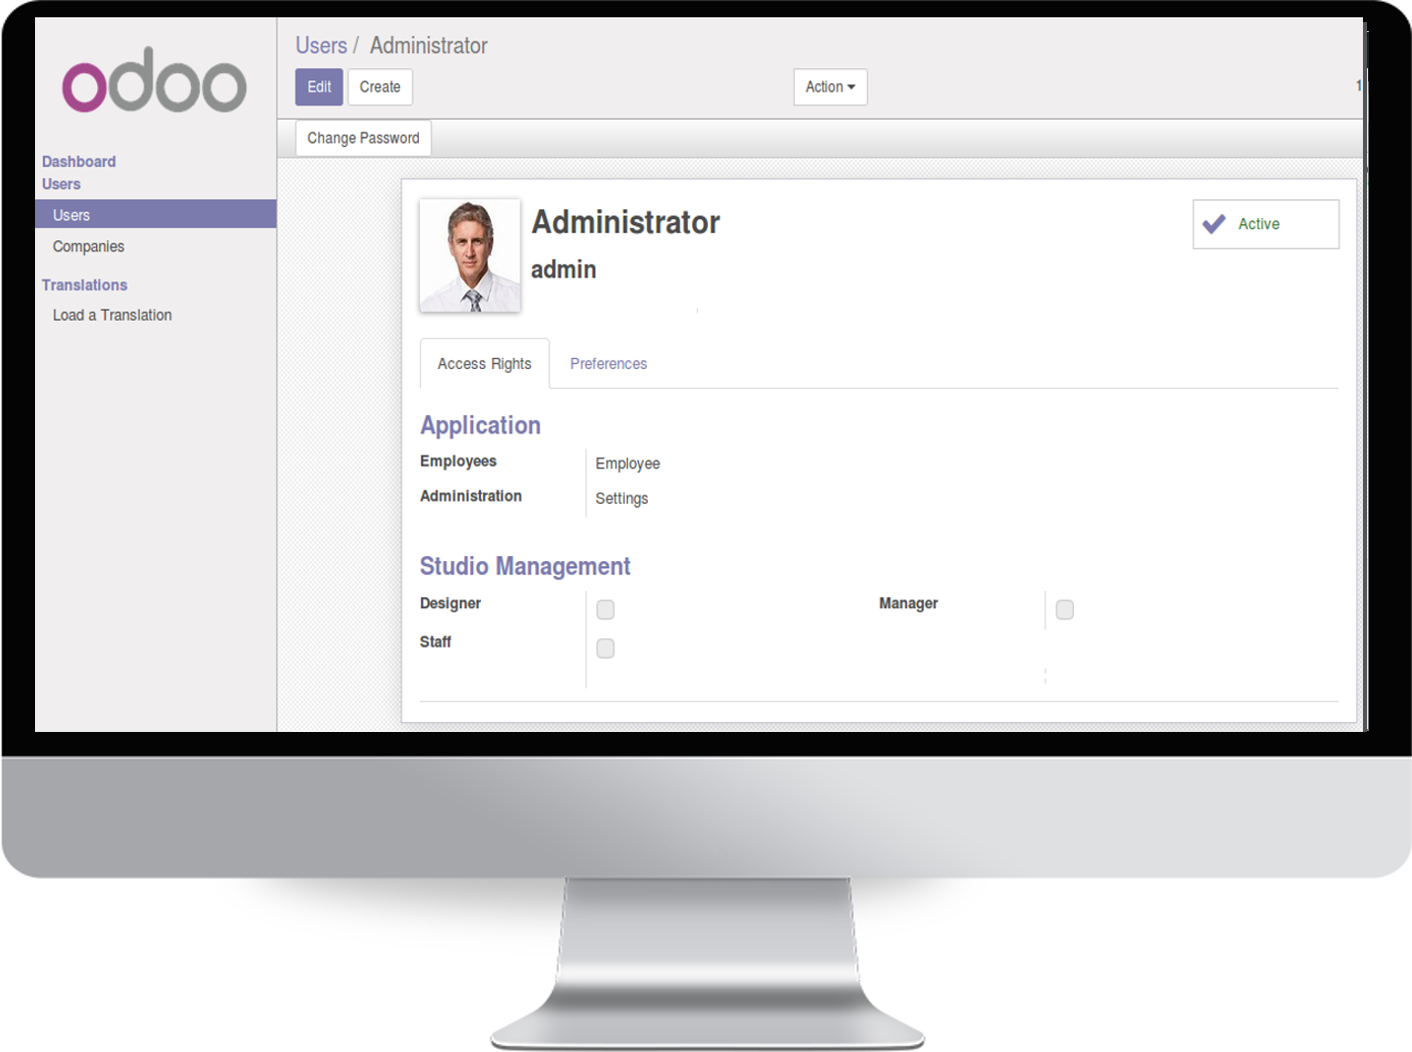 odoo
Dashboard
Users
Users
Companies
Translations
Load a Translation
Users / Administrator
Edit Create Action
1
Change Password
Administrator
admin
Active
Access Rights Preferences
Application
Employees Employee
Administration Settings
Studio Management
Designer Manager
Staff